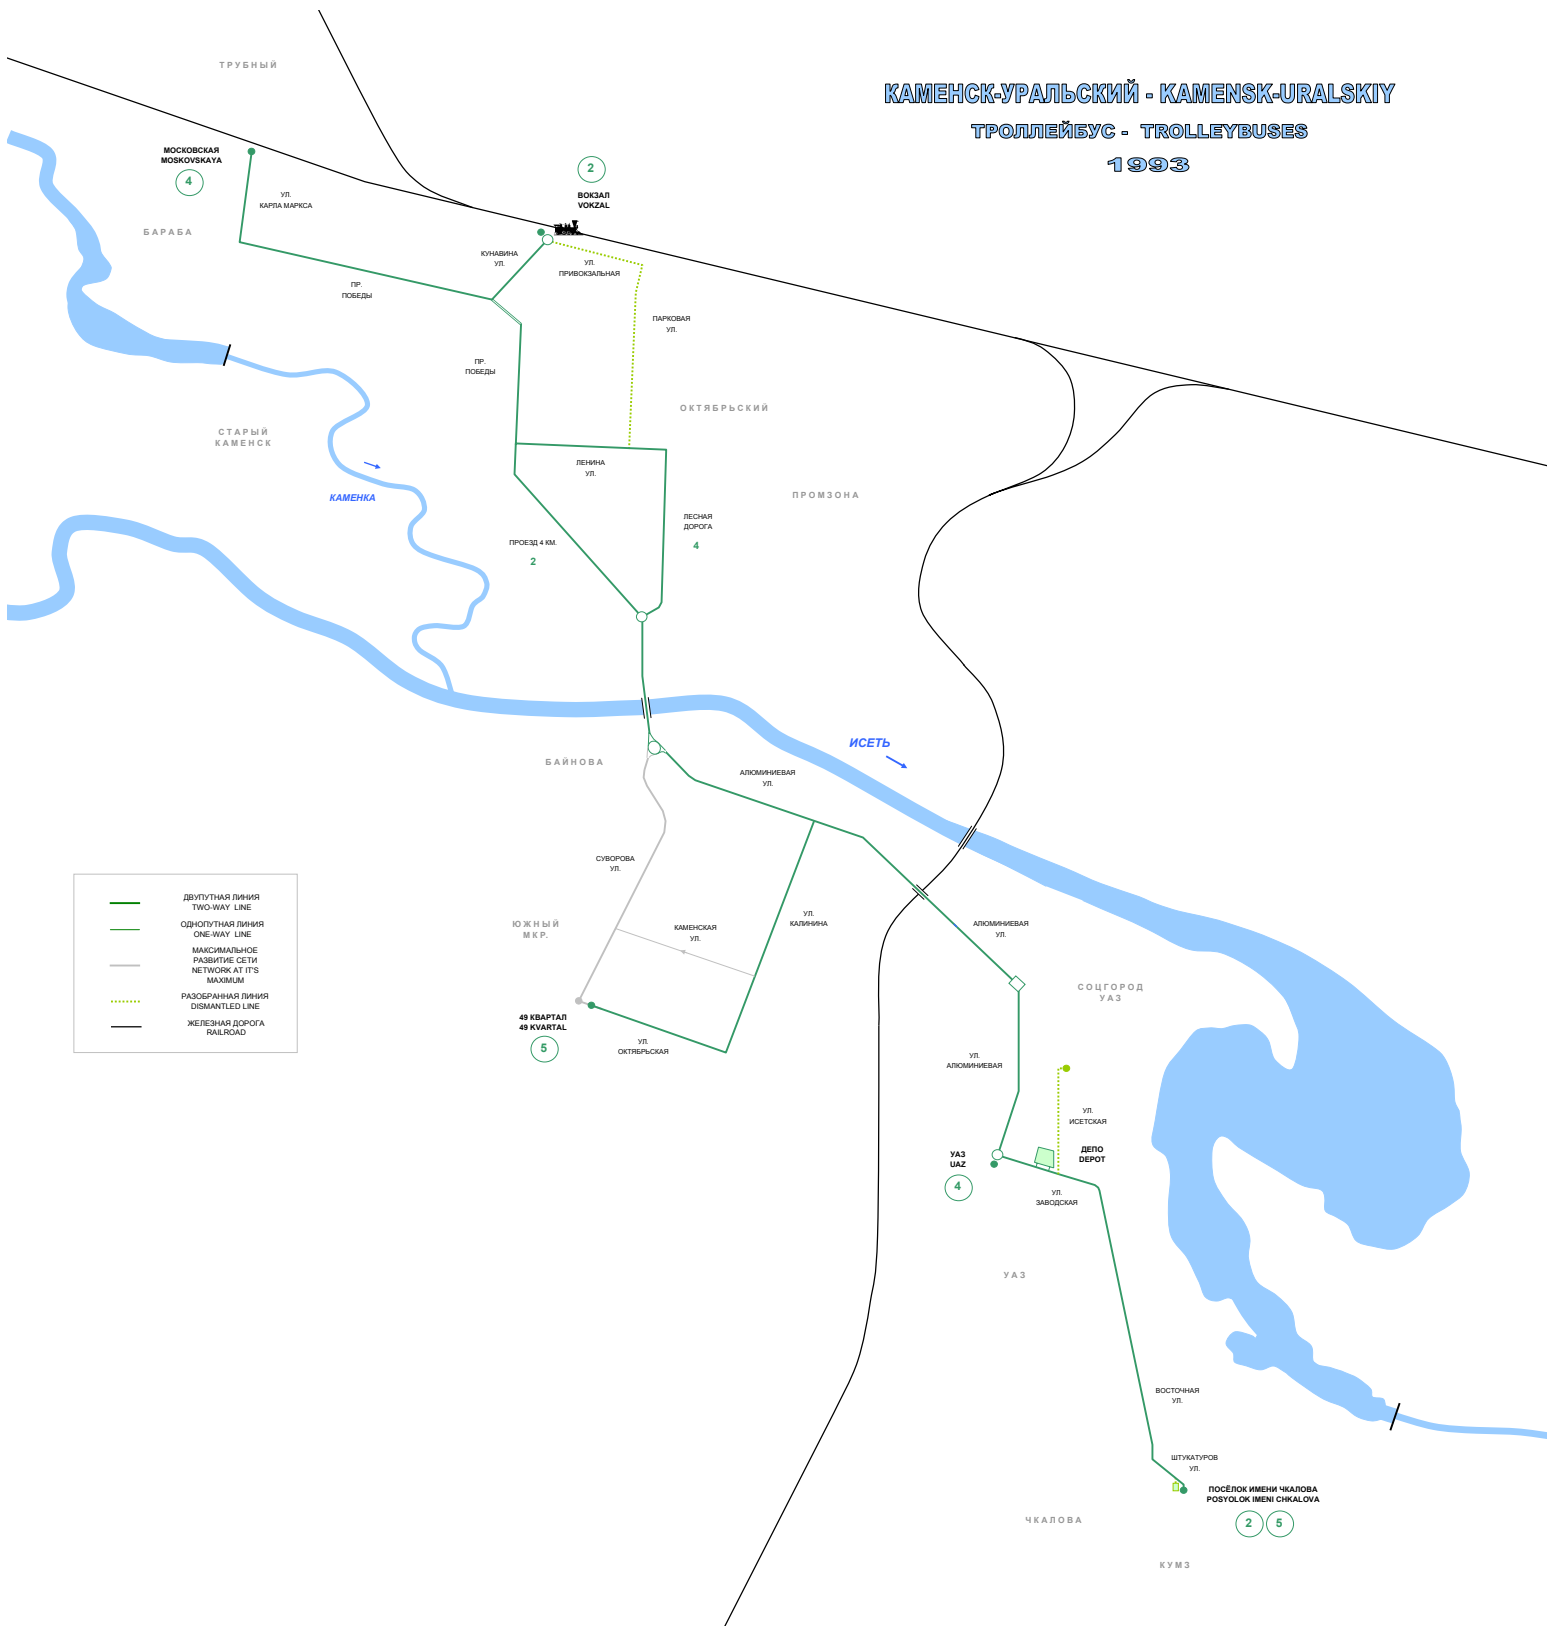 КАМЕНСК-УРАЛЬСКИЙ - KAMENSK-URALSKIY
ТРОЛЛЕЙБУС - TROLLEYBUSES
1993
ТРУБНЫЙ
МОСКОВСКАЯ
MOSKOVSKAYA
4
УЛ.
КАРЛА МАРКСА
БАРАБА
2
ВОКЗАЛ
VOKZAL
КУНАВИНА
УЛ.
УЛ.
ПРИВОКЗАЛЬНАЯ
ПР.
ПОБЕДЫ
ПАРКОВАЯ
УЛ.
ПР.
ПОБЕДЫ
ОКТЯБРЬСКИЙ
СТАРЫЙ
КАМЕНСК
ЛЕНИНА
УЛ.
КАМЕНКА
ПРОМЗОНА
ЛЕСНАЯ
ДОРОГА
4
ПРОЕЗД 4 КМ.
2
ИСЕТЬ
БАЙНОВА
АЛЮМИНИЕВАЯ
УЛ.
СУВОРОВА
УЛ.
ЮЖНЫЙ
МКР.
КАМЕНСКАЯ
УЛ.
УЛ.
КАЛИНИНА
АЛЮМИНИЕВАЯ
УЛ.
ДВУПУТНАЯ ЛИНИЯ
TWO-WAY LINE
ОДНОПУТНАЯ ЛИНИЯ
ONE-WAY LINE
МАКСИМАЛЬНОЕ
РАЗВИТИЕ СЕТИ
NETWORK AT IT'S
MAXIMUM
РАЗОБРАННАЯ ЛИНИЯ
DISMANTLED LINE
ЖЕЛЕЗНАЯ ДОРОГА
RAILROAD
СОЦГОРОД
УАЗ
49 КВАРТАЛ
49 KVARTAL
5
УЛ.
ОКТЯБРЬСКАЯ
УЛ.
АЛЮМИНИЕВАЯ
УЛ.
ИСЕТСКАЯ
ДЕПО
DEPOT
УАЗ
UAZ
4
УЛ.
ЗАВОДСКАЯ
УАЗ
ВОСТОЧНАЯ
УЛ.
ШТУКАТУРОВ
УЛ.
ПОСЁЛОК ИМЕНИ ЧКАЛОВА
POSYOLOK IMENI CHKALOVA
2 5
ЧКАЛОВА
КУМЗ